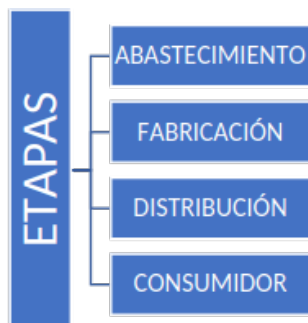 ETAPAS
ABASTECIMIENTO
FABRICACIÓN
DISTRIBUCIÓN
CONSUMIDOR